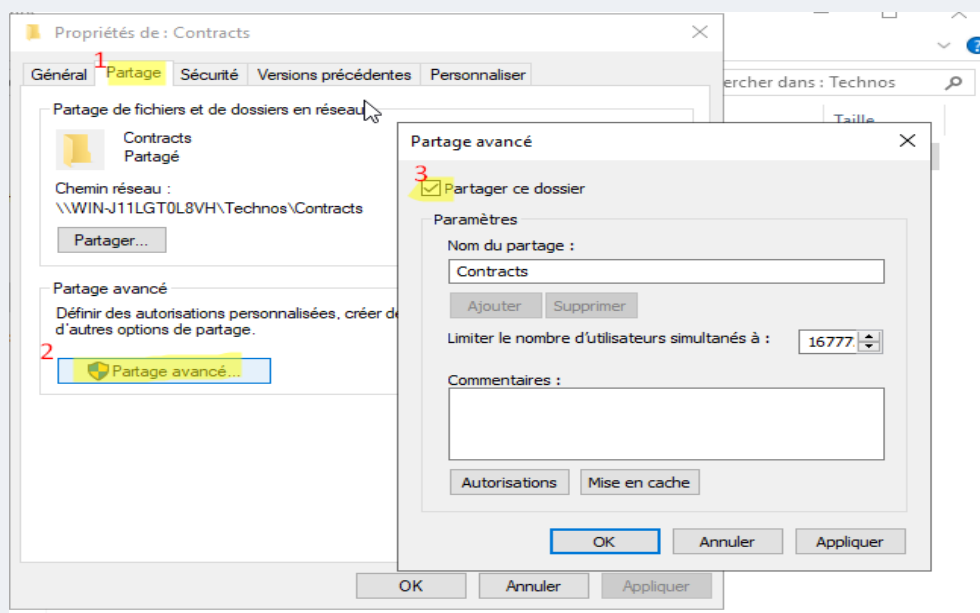 Propriétés de : Contracts
1
Général Partage Sécurité Versions précédentes Personnaliser
ercher dans : Technos
Taille
Partage de fichiers et de dossiers en réseau
Contracts
Partagé
Chemin réseau :
\\WIN-J11LGT0L8VH\Technos\Contracts
Partager...
Partage avancé
Définir des autorisations personnalisées, créer de
d'autres options de partage.
2
Partage avancé...
OK Annuler Appliquer
Partage avancé
3
Partager ce dossier
Paramètres
Nom du partage :
Contracts
Ajouter Supprimer
Limiter le nombre d'utilisateurs simultanés à : 16777
Commentaires :
Autorisations Mise en cache
OK Annuler Appliquer